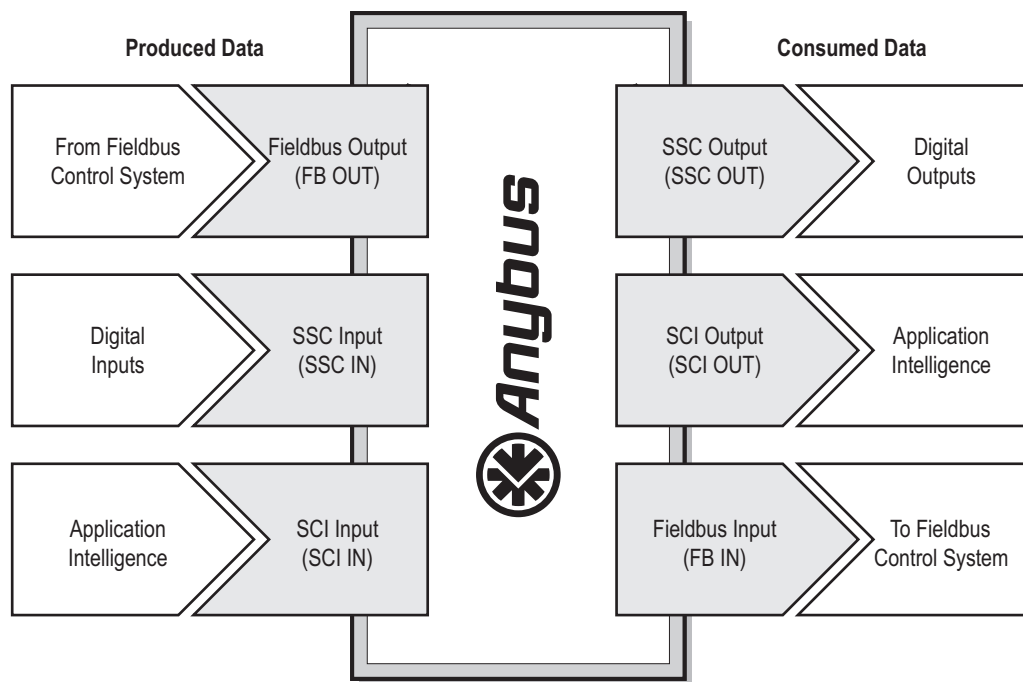 Produced Data
Consumed Data
From Fieldbus
Control System
Fieldbus Output
(FB OUT)
SSC Output
(SSC OUT)
Digital
Outputs
Digital
Inputs
SSC Input
(SSC IN)
SCI Output
(SCI OUT)
Application
Intelligence
Application
Intelligence
SCI Input
(SCI IN)
Fieldbus Input
(FB IN)
To Fieldbus
Control System
Anybus